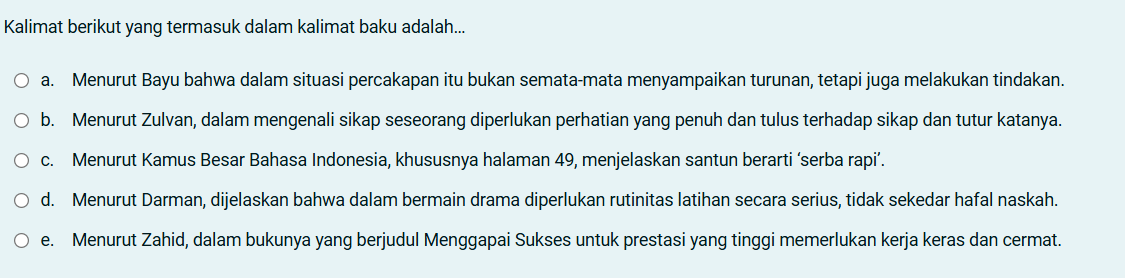 Kalimat berikut yang termasuk dalam kalimat baku adalah...
a. Menurut Bayu bahwa dalam situasi percakapan itu bukan semata-mata menyampaikan turunan, tetapi juga melakukan tindakan.
b. Menurut Zulvan, dalam mengenali sikap seseorang diperlukan perhatian yang penuh dan tulus terhadap sikap dan tutur katanya.
c. Menurut Kamus Besar Bahasa Indonesia, khususnya halaman 49, menjelaskan santun berarti ‘serba rapi’.
d. Menurut Darman, dijelaskan bahwa dalam bermain drama diperlukan rutinitas latihan secara serius, tidak sekedar hafal naskah.
e. Menurut Zahid, dalam bukunya yang berjudul Menggapai Sukses untuk prestasi yang tinggi memerlukan kerja keras dan cermat.